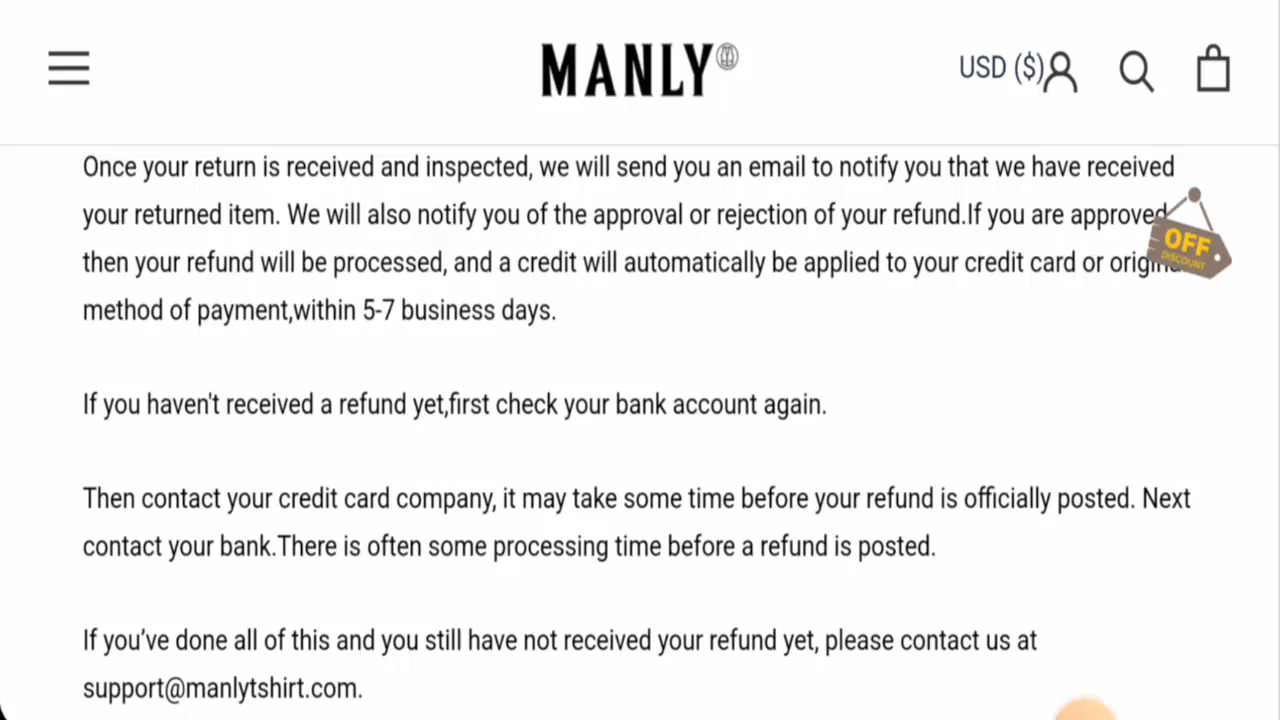 MANLY
USD ($)
Once your return is received and inspected, we will send you an email to notify you that we have received
your returned item. We will also notify you of the approval or rejection of your refund.If you are approved
then your refund will be processed, and a credit will automatically be applied to your credit card or
method of payment,within 5-7 business days.
OFF
DISCOUNT
If you haven't received a refund yet,first check your bank account again.
Then contact your credit card company, it may take some time before your refund is officially posted. Next
contact your bank.There is often some processing time before a refund is posted.
If you’ve done all of this and you still have not received your refund yet, please contact us at
support@manlytshirt.com.